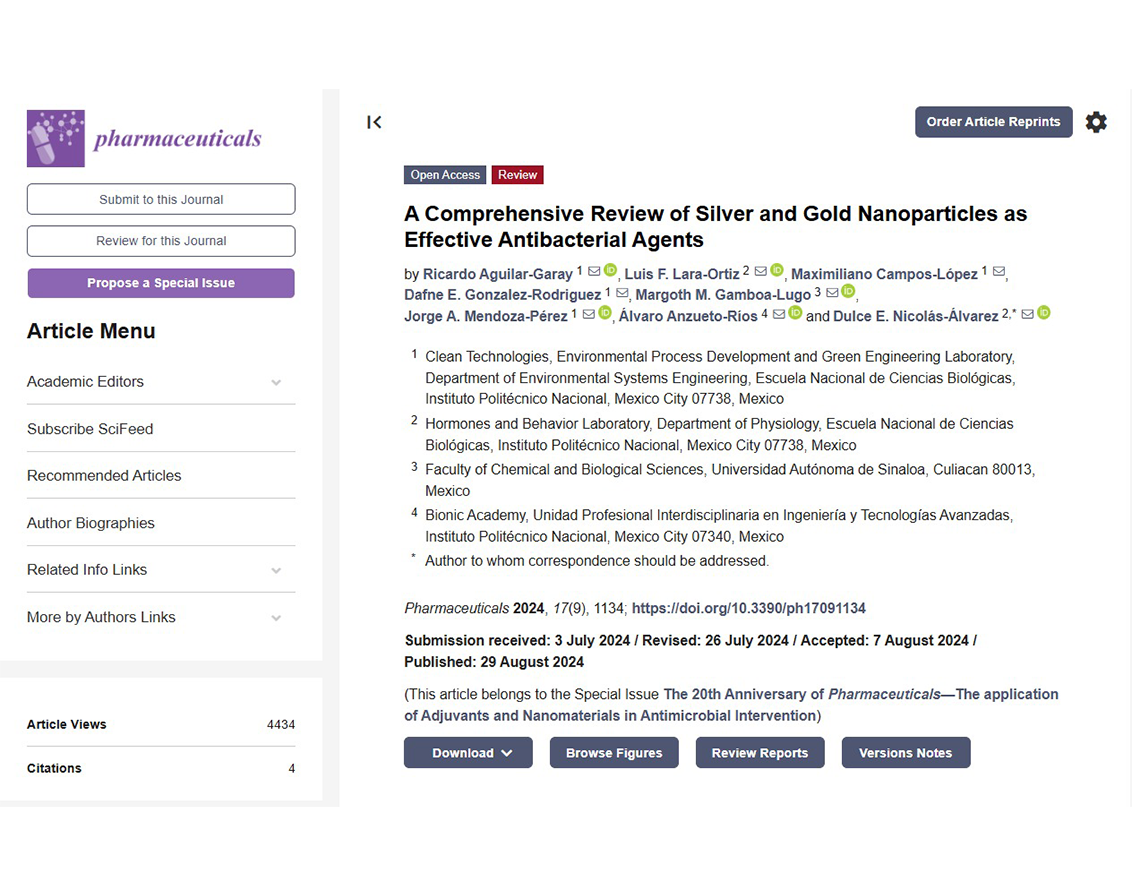 pharmaceuticals
Submit to this Journal
Review for this Journal
Propose a Special Issue
Article Menu
Academic Editors
Subscribe SciFeed
Recommended Articles
Author Biographies
Related Info Links
More by Authors Links
Article Views 4434
Citations 4
Order Article Reprints
Open Access Review
A Comprehensive Review of Silver and Gold Nanoparticles as
Effective Antibacterial Agents
by Ricardo Aguilar-Garay 1 iD, Luis F. Lara-Ortiz 2 iD, Maximiliano Campos-López 1,
Dafne E. Gonzalez-Rodriguez 1, Margoth M. Gamboa-Lugo 3 iD,
Jorge A. Mendoza-Pérez 1 iD, Álvaro Anzueto-Ríos 4 iD and Dulce E. Nicolás-Álvarez 2,* iD
1 Clean Technologies, Environmental Process Development and Green Engineering Laboratory,
Department of Environmental Systems Engineering, Escuela Nacional de Ciencias Biológicas,
Instituto Politécnico Nacional, Mexico City 07738, Mexico
2 Hormones and Behavior Laboratory, Department of Physiology, Escuela Nacional de Ciencias
Biológicas, Instituto Politécnico Nacional, Mexico City 07738, Mexico
3 Faculty of Chemical and Biological Sciences, Universidad Autónoma de Sinaloa, Culiacan 80013,
Mexico
4 Bionic Academy, Unidad Profesional Interdisciplinaria en Ingeniería y Tecnologías Avanzadas,
Instituto Politécnico Nacional, Mexico City 07340, Mexico
* Author to whom correspondence should be addressed.
Pharmaceuticals 2024, 17(9), 1134; https://doi.org/10.3390/ph17091134
Submission received: 3 July 2024 / Revised: 26 July 2024 / Accepted: 7 August 2024 /
Published: 29 August 2024
(This article belongs to the Special Issue The 20th Anniversary of Pharmaceuticals—The application
of Adjuvants and Nanomaterials in Antimicrobial Intervention)
Download Browse Figures Review Reports Versions Notes